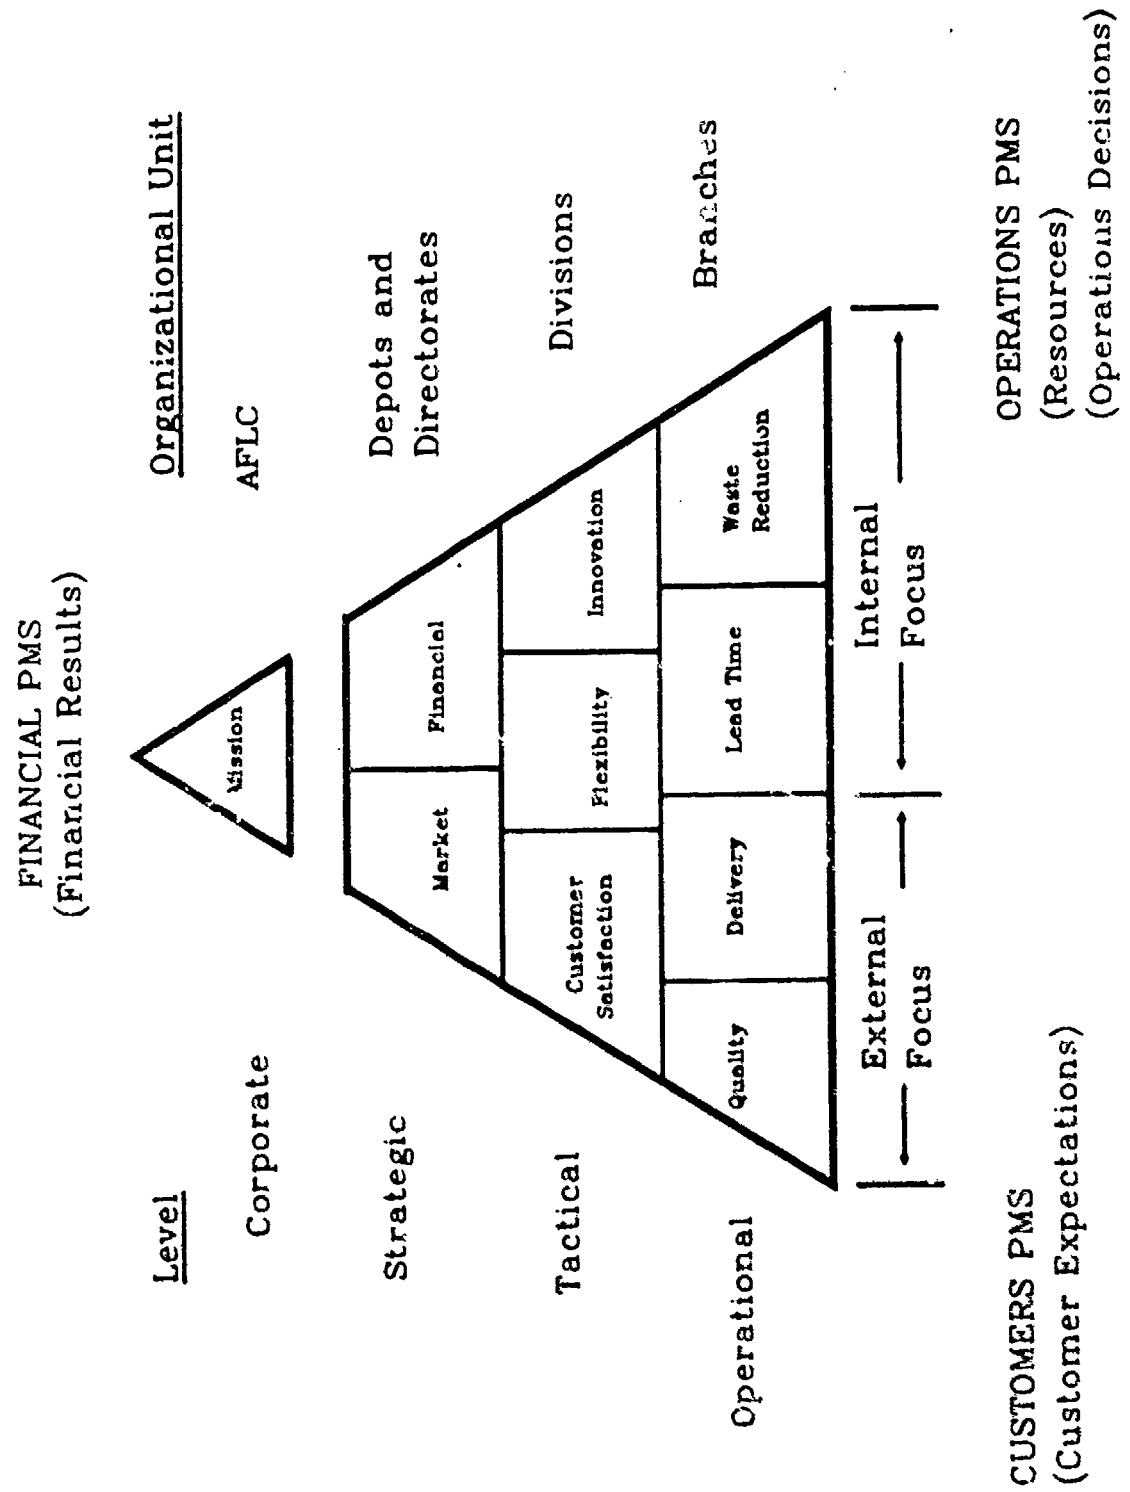 FINANCIAL PMS
(Financial Results)
Level
Organizational Unit
Corporate
Mission
AFLC
Strategic
Market
Financial
Depots and
Directorates
Tactical
Customer
Satisfaction
Flexibility
Innovation
Divisions
Operational
Quality
Delivery
Lead Time
Waste
Reduction
Branches
External
Focus
Internal
Focus
CUSTOMERS PMS
(Customer Expectations)
OPERATIONS PMS
(Resources)
(Operations Decisions)